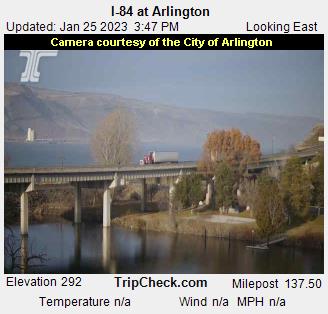 I-84 at Arlington
Updated: Jan 25 2023 3:47 PM Looking East
Camera courtesy of the City of Arlington
Elevation 292 TripCheck.com Milepost 137.50
Temperature n/a Wind n/a MPH n/a